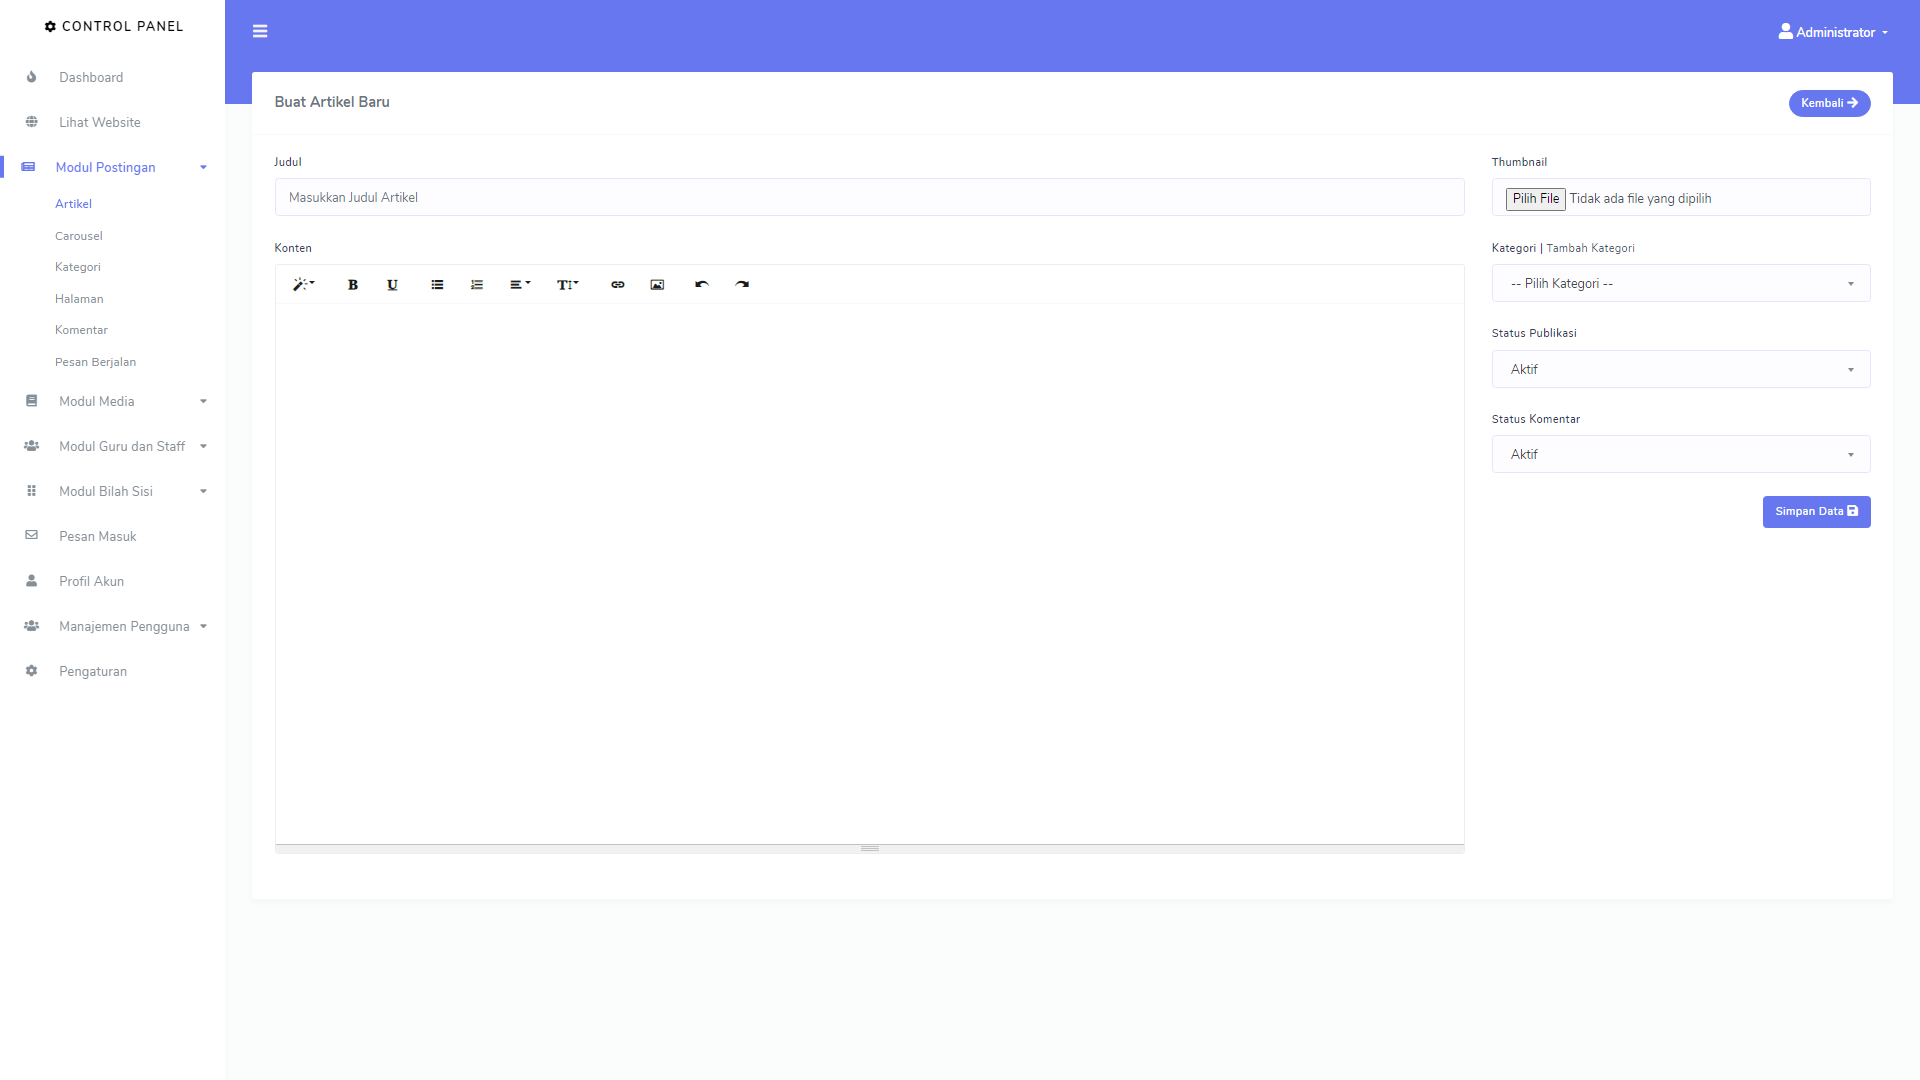 CONTROL PANEL
Dashboard
Lihat Website
Modul Postingan
Artikel
Carousel
Kategori
Halaman
Komentar
Pesan Berjalan
Modul Media
Modul Guru dan Staff
Modul Bilah Sisi
Pesan Masuk
Profil Akun
Manajemen Pengguna
Pengaturan
Administrator
Buat Artikel Baru
Kembali
Judul
Masukkan Judul Artikel
Konten
B U T
Thumbnail
Pilih File Tidak ada file yang dipilih
Kategori | Tambah Kategori
-- Pilih Kategori --
Status Publikasi
Aktif
Status Komentar
Aktif
Simpan Data